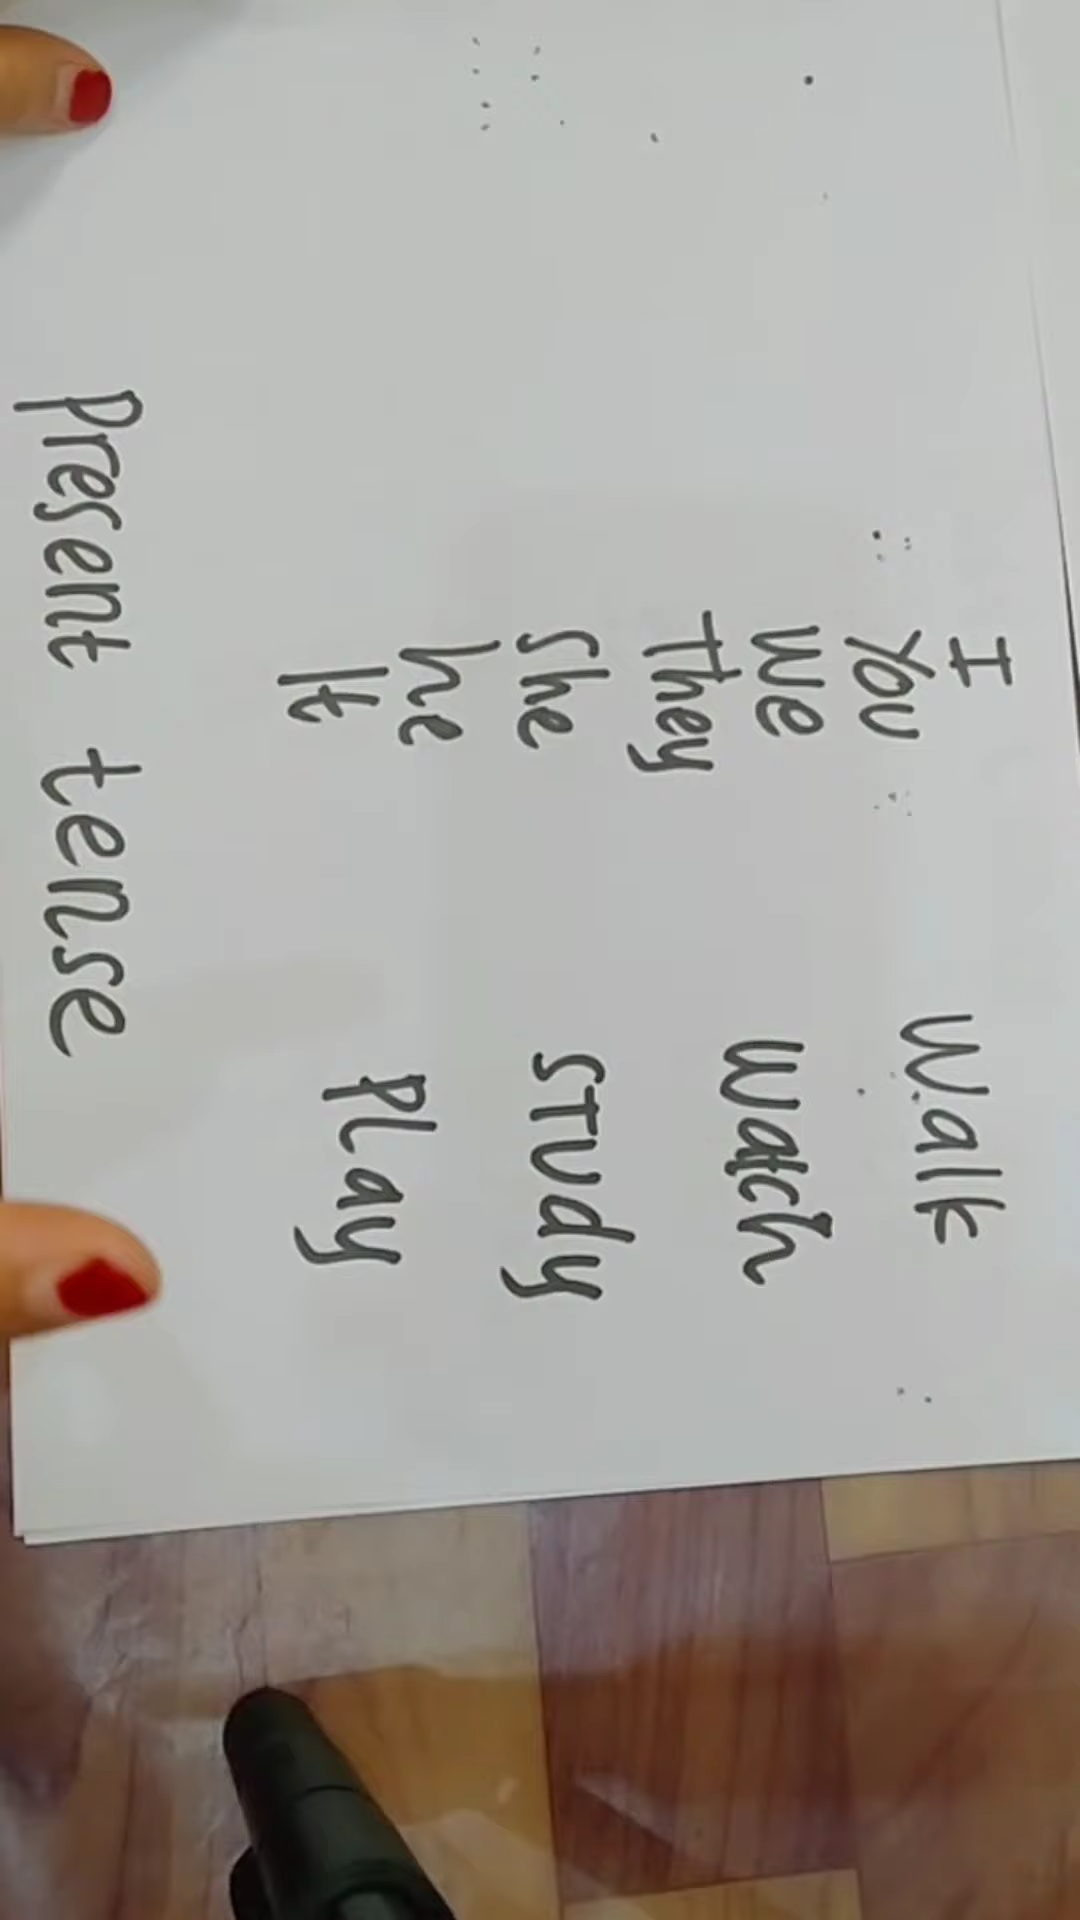 I
You
We
They
She
he
It
Walk
Watch
STUdy
PLay
Present tense